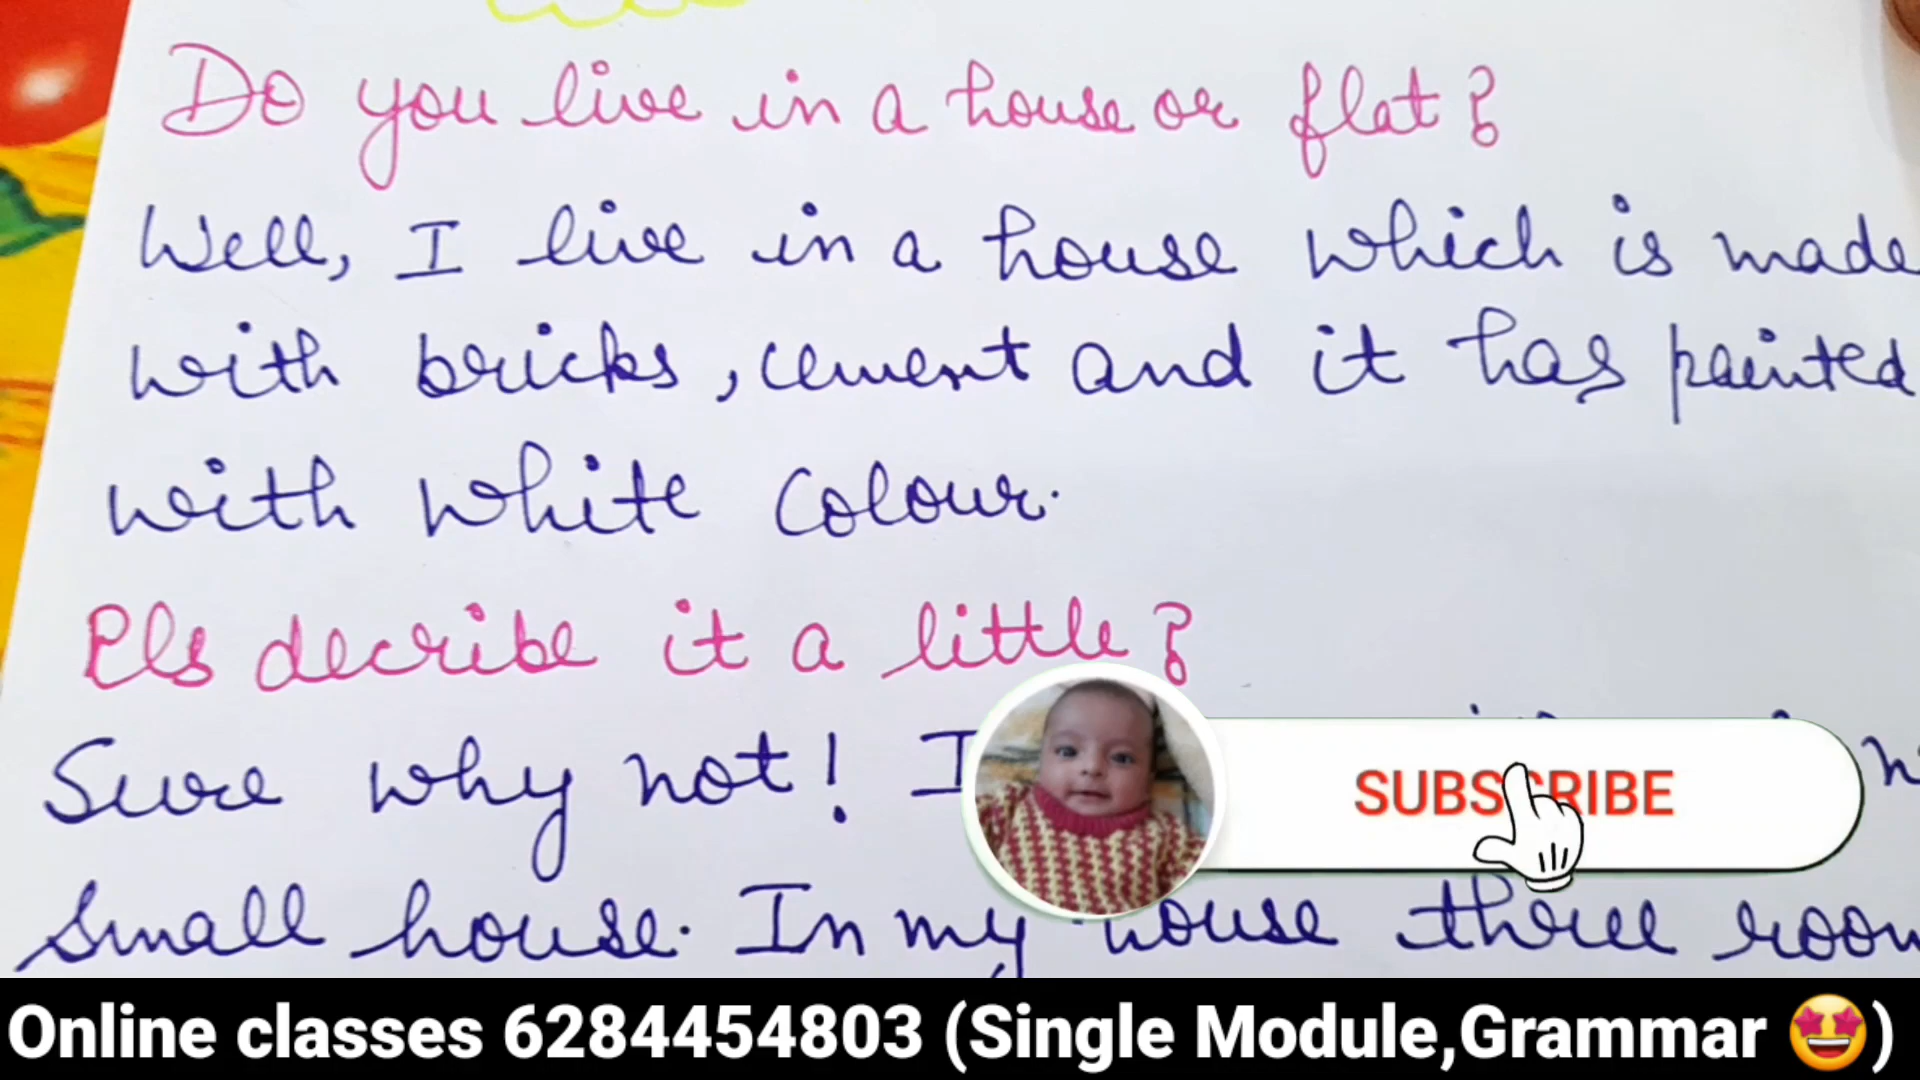 Do you live in a house or flat?
Well, I live in a house which is made
with bricks, cement and it has painted
with white colour.
Pls decribe it a little?
Sure why not! I
SUBSCRIBE
small house. In my house three room
Online classes 6284454803 (Single Module,Grammar 🤩)